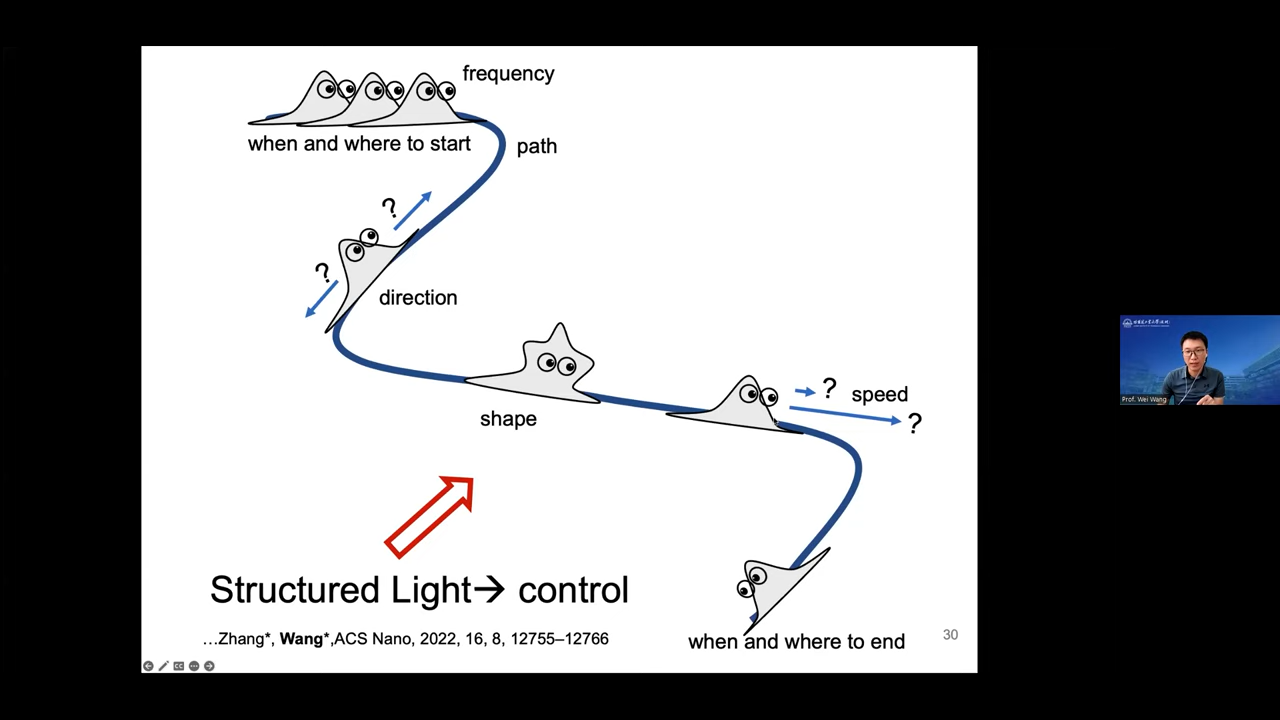 frequency
when and where to start
path
?
?
direction
shape
? speed
?
Structured Light→ control
…Zhang*, Wang*,ACS Nano, 2022, 16, 8, 12755–12766
when and where to end
30
Prof. Wei Wang